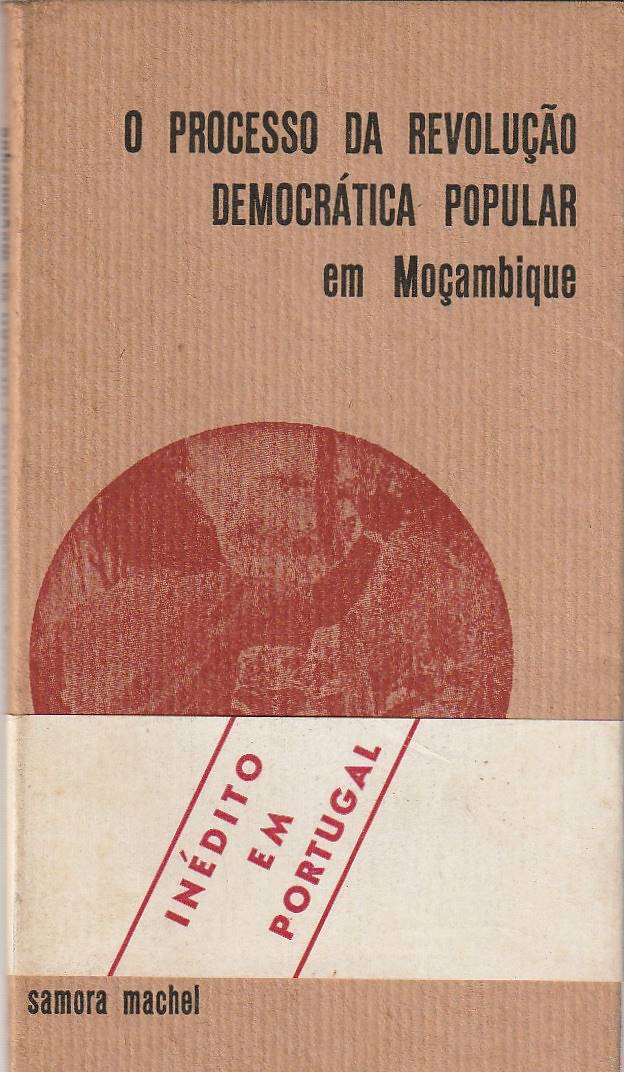 O PROCESSO DA REVOLUÇÃO
DEMOCRÁTICA POPULAR
em Moçambique
INÉDITO
EM
PORTUGAL
samora machel